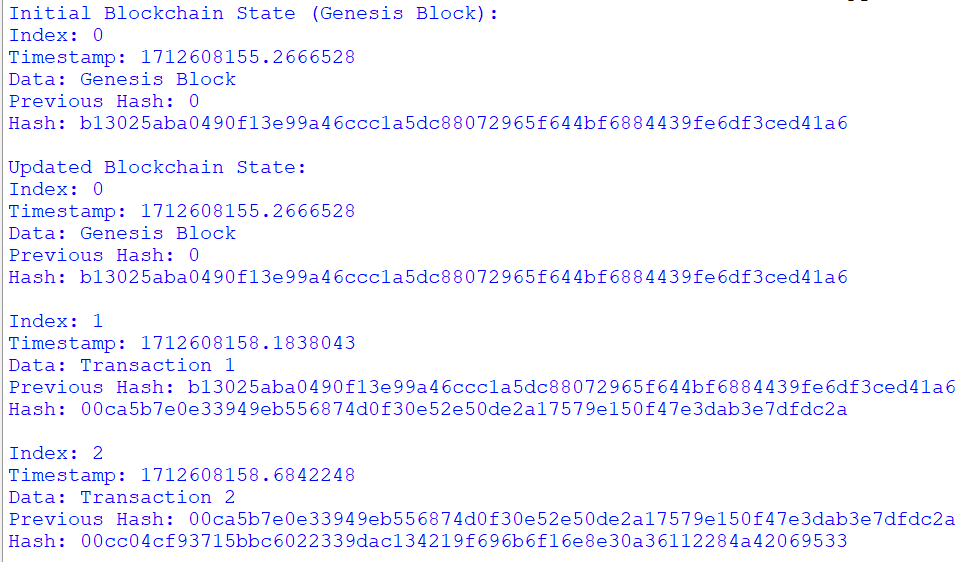 Initial Blockchain State (Genesis Block):
Index: 0
Timestamp: 1712608155.2666528
Data: Genesis Block
Previous Hash: 0
Hash: b13025aba0490f13e99a46ccc1a5dc88072965f644bf6884439fe6df3ced41a6
Updated Blockchain State:
Index: 0
Timestamp: 1712608155.2666528
Data: Genesis Block
Previous Hash: 0
Hash: b13025aba0490f13e99a46ccc1a5dc88072965f644bf6884439fe6df3ced41a6
Index: 1
Timestamp: 1712608158.1838043
Data: Transaction 1
Previous Hash: b13025aba0490f13e99a46ccc1a5dc88072965f644bf6884439fe6df3ced41a6
Hash: 00ca5b7e0e33949eb556874d0f30e52e50de2a17579e150f47e3dab3e7dfdc2a
Index: 2
Timestamp: 1712608158.6842248
Data: Transaction 2
Previous Hash: 00ca5b7e0e33949eb556874d0f30e52e50de2a17579e150f47e3dab3e7dfdc2a
Hash: 00cc04cf93715bbc6022339dac134219f696b6f16e8e30a36112284a42069533